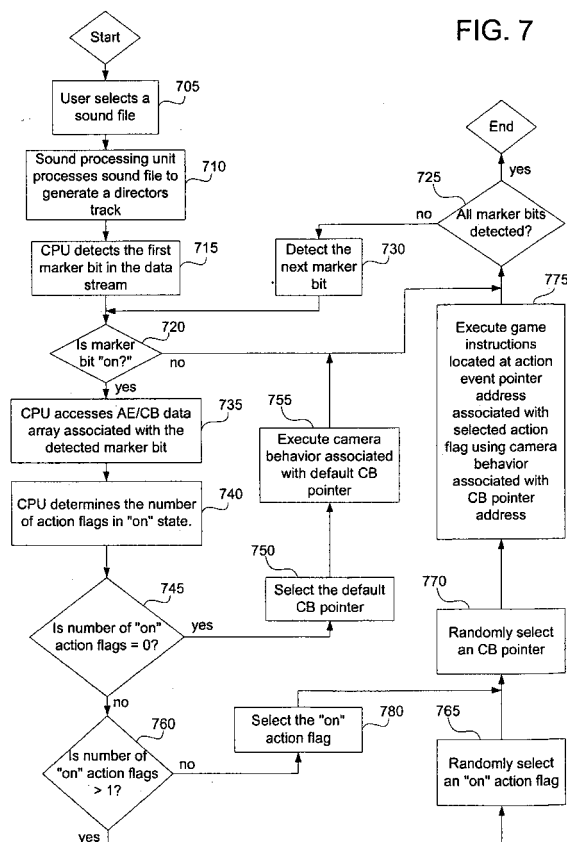 FIG. 7
Start
705
User selects a
sound file
710
Sound processing unit
processes sound file to
generate a directors
track
715
CPU detects the first
marker bit in the data
stream
720
Is marker
bit "on?"
no
yes
735
CPU accesses AE/CB data
array associated with the
detected marker bit
740
CPU determines the number
of action flags in "on" state.
745
Is number of "on"
action flags = 0?
yes
no
760
Is number of
"on" action flags
> 1?
no
yes
End
yes
725
All marker bits
detected?
no
730
Detect the
next marker
bit
755
Execute camera
behavior associated
with default CB
pointer
750
Select the default
CB pointer
780
Select the "on"
action flag
775
Execute game
instructions
located at action
event pointer
address
associated with
selected action
flag using camera
behavior
associated with
CB pointer
address
770
Randomly select
an CB pointer
765
Randomly select
an "on" action flag